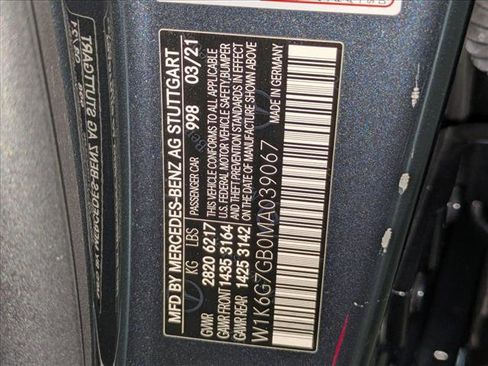 MFD BY MERCEDES-BENZ AG STUTTGART
PASSENGER CAR 998 03/21
KG LBS
GVWR 2820 6217
GAWR FRONT 1435 3164
GAWR REAR 1425 3142
THIS VEHICLE CONFORMS TO ALL APPLICABLE
U.S. FEDERAL MOTOR VEHICLE SAFETY, BUMPER
AND THEFT PREVENTION STANDARDS IN EFFECT
ON THE DATE OF MANUFACTURE SHOWN ABOVE
MADE IN GERMANY
W1K6G7GB0MA039067